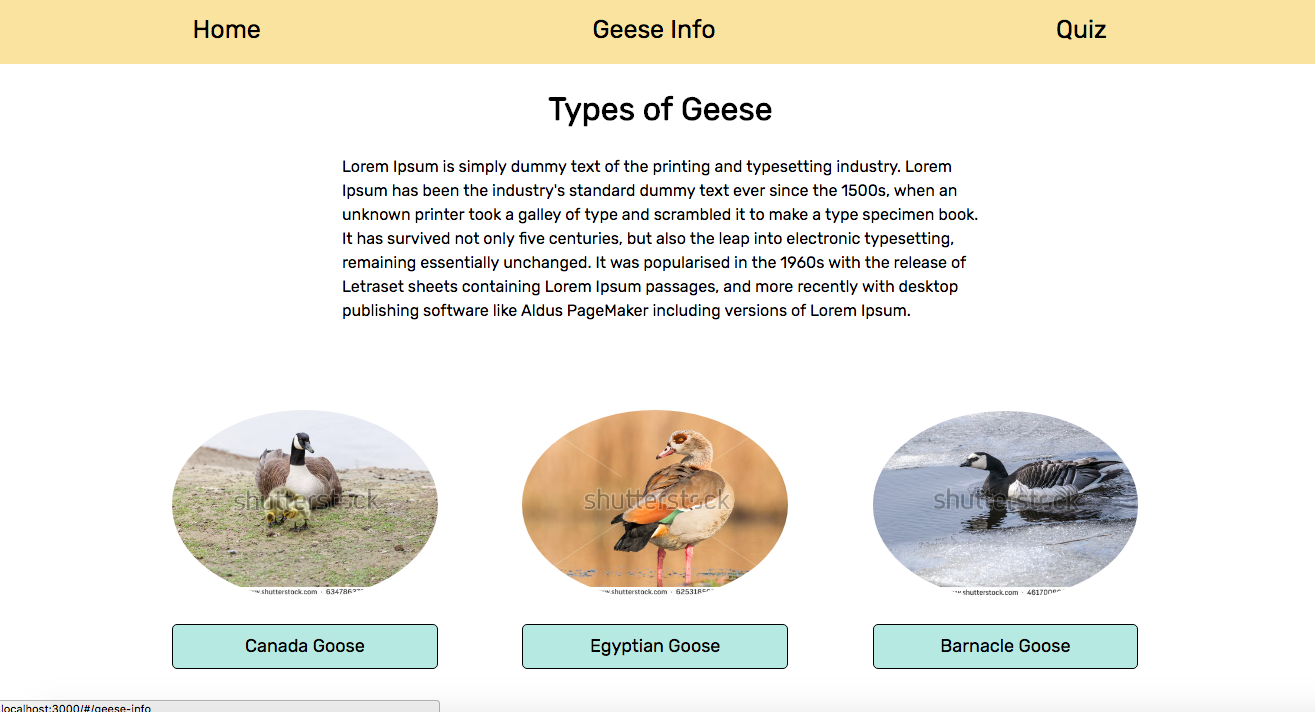 Home Geese Info Quiz
Types of Geese
Lorem Ipsum is simply dummy text of the printing and typesetting industry. Lorem
Ipsum has been the industry's standard dummy text ever since the 1500s, when an
unknown printer took a galley of type and scrambled it to make a type specimen book.
It has survived not only five centuries, but also the leap into electronic typesetting,
remaining essentially unchanged. It was popularised in the 1960s with the release of
Letraset sheets containing Lorem Ipsum passages, and more recently with desktop
publishing software like Aldus PageMaker including versions of Lorem Ipsum.
shutterstock shutterstock shutterstock
www.shutterstock.com · www.shutterstock.com · www.shutterstock.com ·
Canada Goose Egyptian Goose Barnacle Goose
localhost:3000/#/geese-info